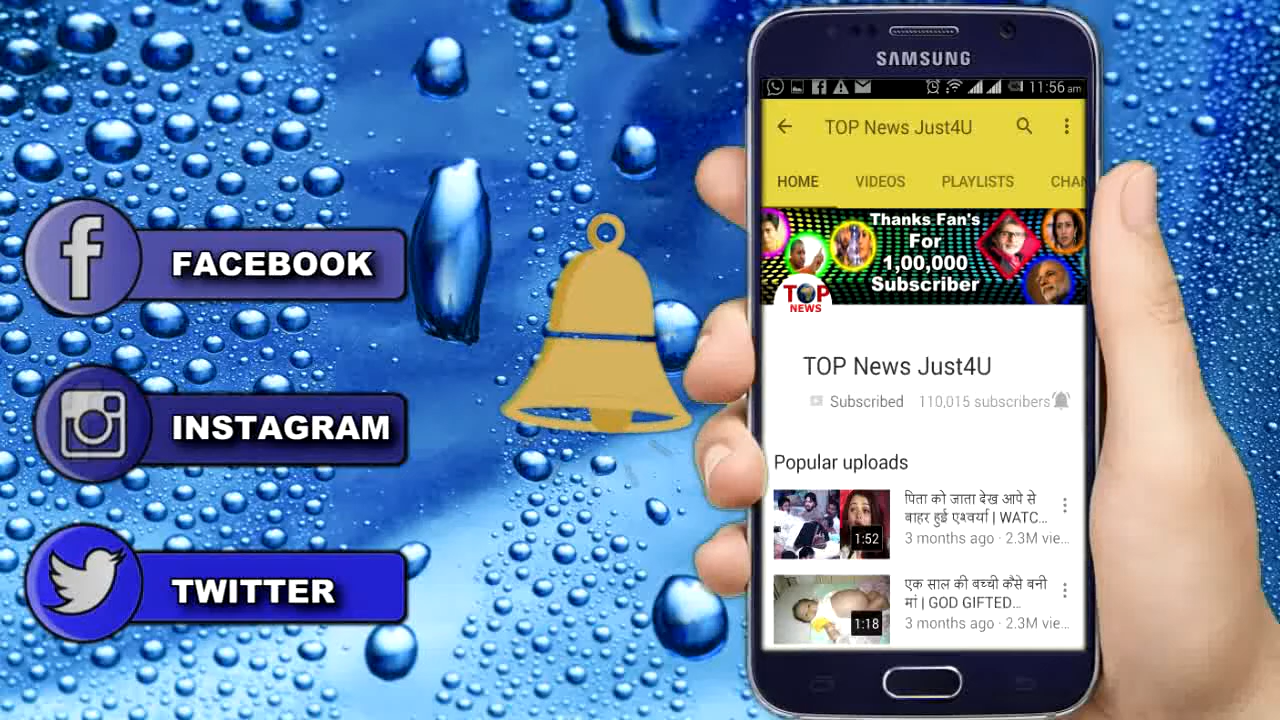 FACEBOOK
INSTAGRAM
TWITTER
SAMSUNG
11:56 am
TOP News Just4U
HOME VIDEOS PLAYLISTS CHAN
Thanks Fan's
For
1,00,000
Subscriber
TOP
NEWS
TOP News Just4U
Subscribed 110,015 subscribers
Popular uploads
पिता को जाता देख आपे से
बाहर हुई एश्वर्या | WATC...
3 months ago · 2.3M vie...
1:52
एक साल की बच्ची कैसे बनी
मां | GOD GIFTED...
3 months ago · 2.3M vie...
1:18